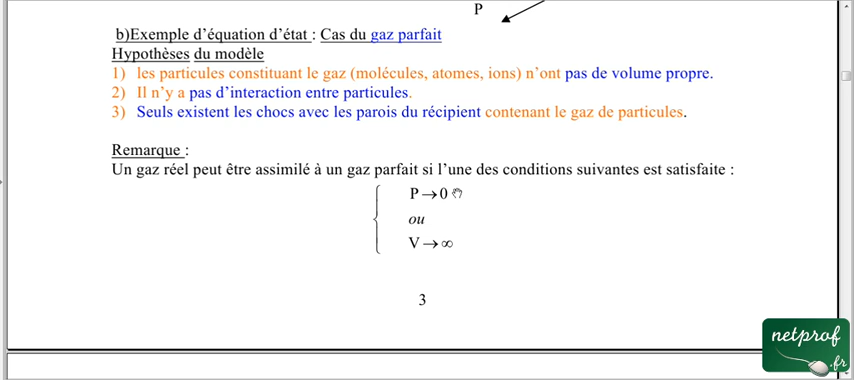 P
b)Exemple d'équation d'état : Cas du gaz parfait
Hypothèses du modèle
1) les particules constituant le gaz (molécules, atomes, ions) n'ont pas de volume propre.
2) Il n'y a pas d'interaction entre particules.
3) Seuls existent les chocs avec les parois du récipient contenant le gaz de particules.
Remarque :
Un gaz réel peut être assimilé à un gaz parfait si l'une des conditions suivantes est satisfaite :
P→0
ou
V→∞
3
netprof
.fr